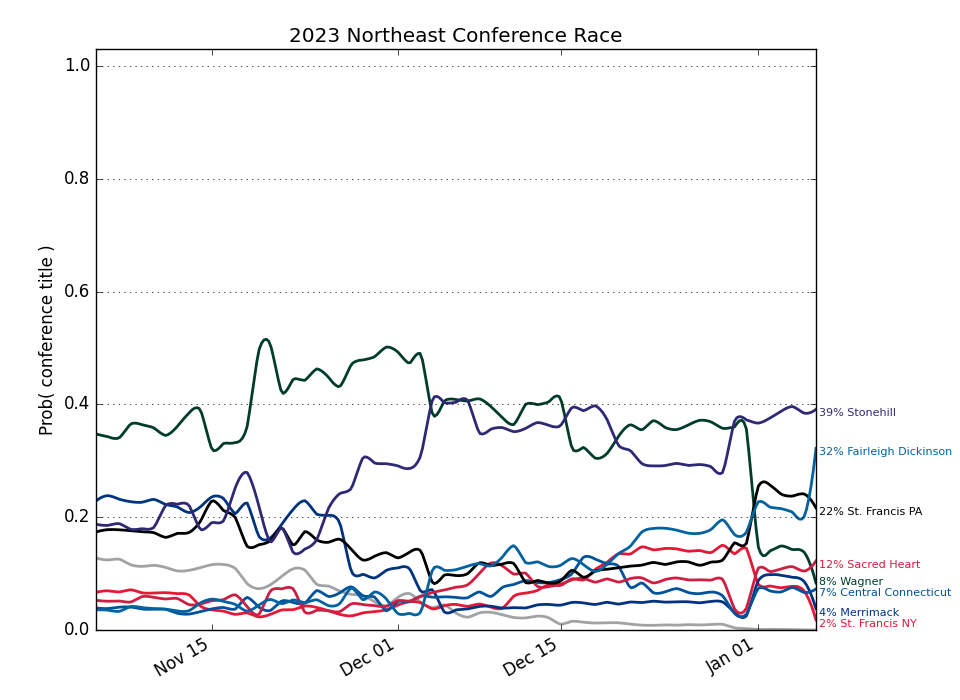 2023 Northeast Conference Race
Prob( conference title )
1.0
0.8
0.6
0.4
0.2
0.0
Nov 15
Dec 01
Dec 15
Jan 01
39% Stonehill
32% Fairleigh Dickinson
22% St. Francis PA
12% Sacred Heart
8% Wagner
7% Central Connecticut
4% Merrimack
2% St. Francis NY